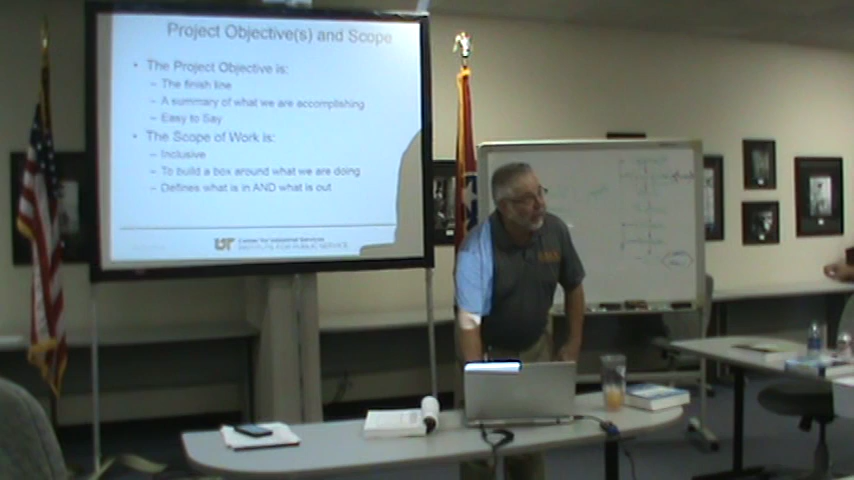 Project Objective(s) and Scope
• The Project Objective is:
– The finish line
– A summary of what we are accomplishing
– Easy to Say
• The Scope of Work is:
– Inclusive
– To build a box around what we are doing
– Defines what is in AND what is out
UT Center for Industrial Services
INSTITUTE FOR PUBLIC SERVICE